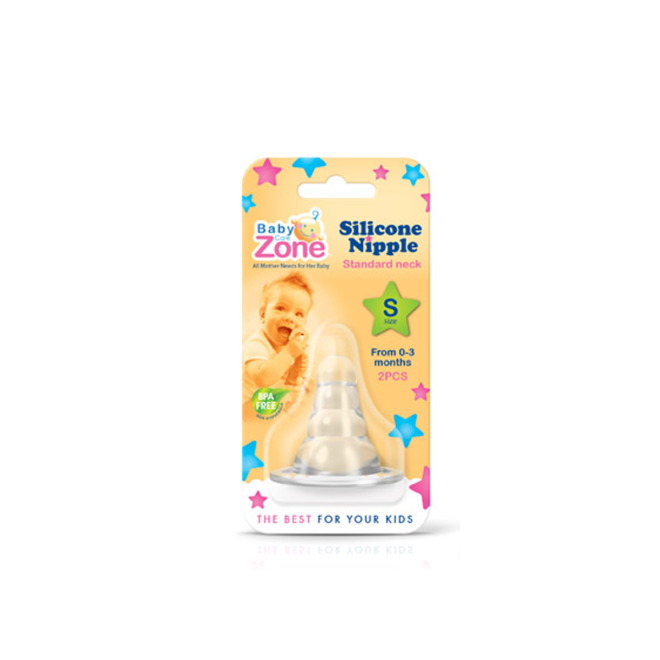 Baby
Care
Zone
All Mother Needs for Her Baby
Silicone
Nipple
Standard neck
S
size
From 0-3
months
2PCS
BPA
FREE
THE BEST FOR YOUR KIDS